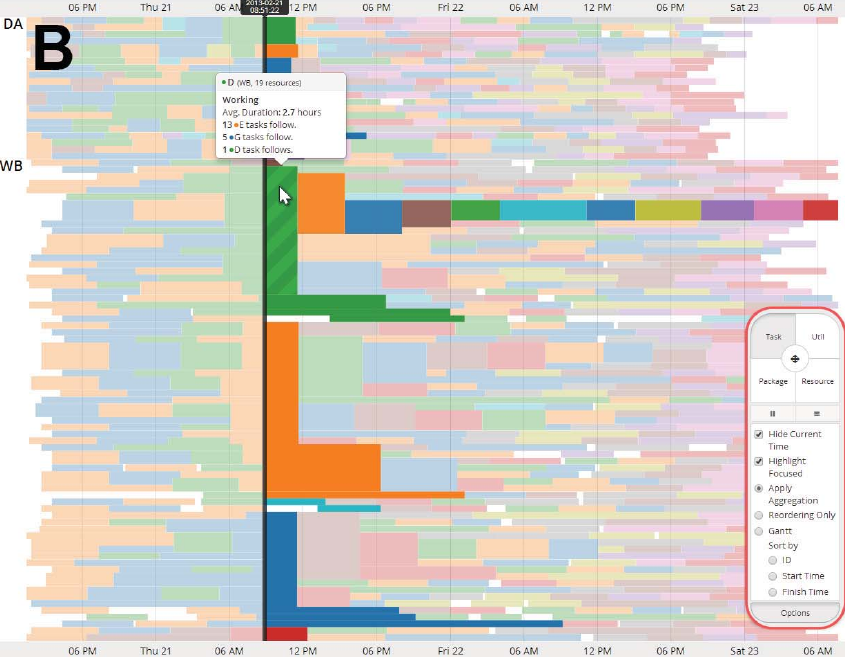 2013-02-21
08:51:22
06 PM Thu 21 06 AM 12 PM 06 PM Fri 22 06 AM 12 PM 06 PM Sat 23 06 AM
DA
B
D (WB, 19 resources)
Working
Avg. Duration: 2.7 hours
13 E tasks follow.
5 G tasks follow.
1 D task follows.
WB
Task Util
Package Resource
Hide Current
Time
Highlight
Focused
Apply
Aggregation
Reordering Only
Gantt
Sort by
ID
Start Time
Finish Time
Options
06 PM Thu 21 06 AM 12 PM 06 PM Fri 22 06 AM 12 PM 06 PM Sat 23 06 AM